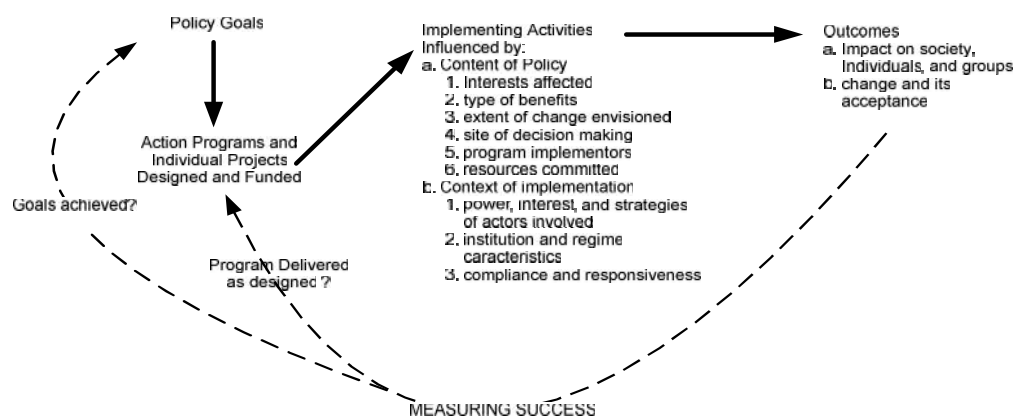 Policy Goals
Action Programs and
Individual Projects
Designed and Funded
Goals achieved?
Program Delivered
as designed ?
Implementing Activities
Influenced by:
a. Content of Policy
1. Interests affected
2. type of benefits
3. extent of change envisioned
4. site of decision making
5. program implementors
6. resources committed
b. Context of implementation
1. power, interest, and strategies
of actors involved
2. institution and regime
caracteristics
3. compliance and responsiveness
Outcomes
a. Impact on society,
Individuals, and groups
b. change and its
acceptance
MEASURING SUCCESS